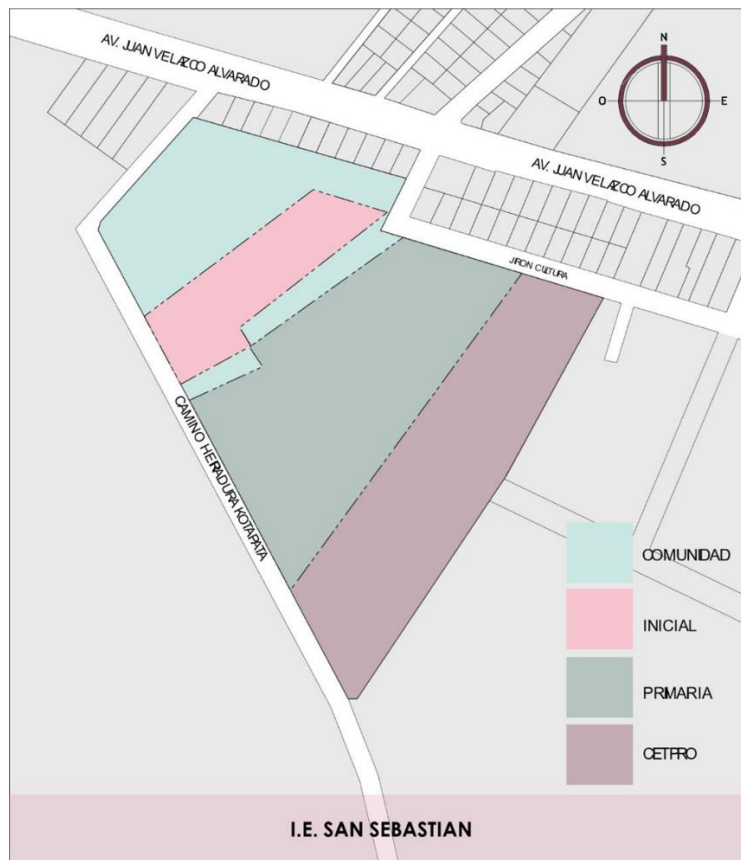 AV. JUAN VELAZCO ALVARADO
N
O
E
S
AV. JUAN VELAZCO ALVARADO
JIRON CULTURA
CAMINO HERRADURA KOTAPATA
COMUNIDAD
INICIAL
PRIMARIA
CETPRO
I.E. SAN SEBASTIAN